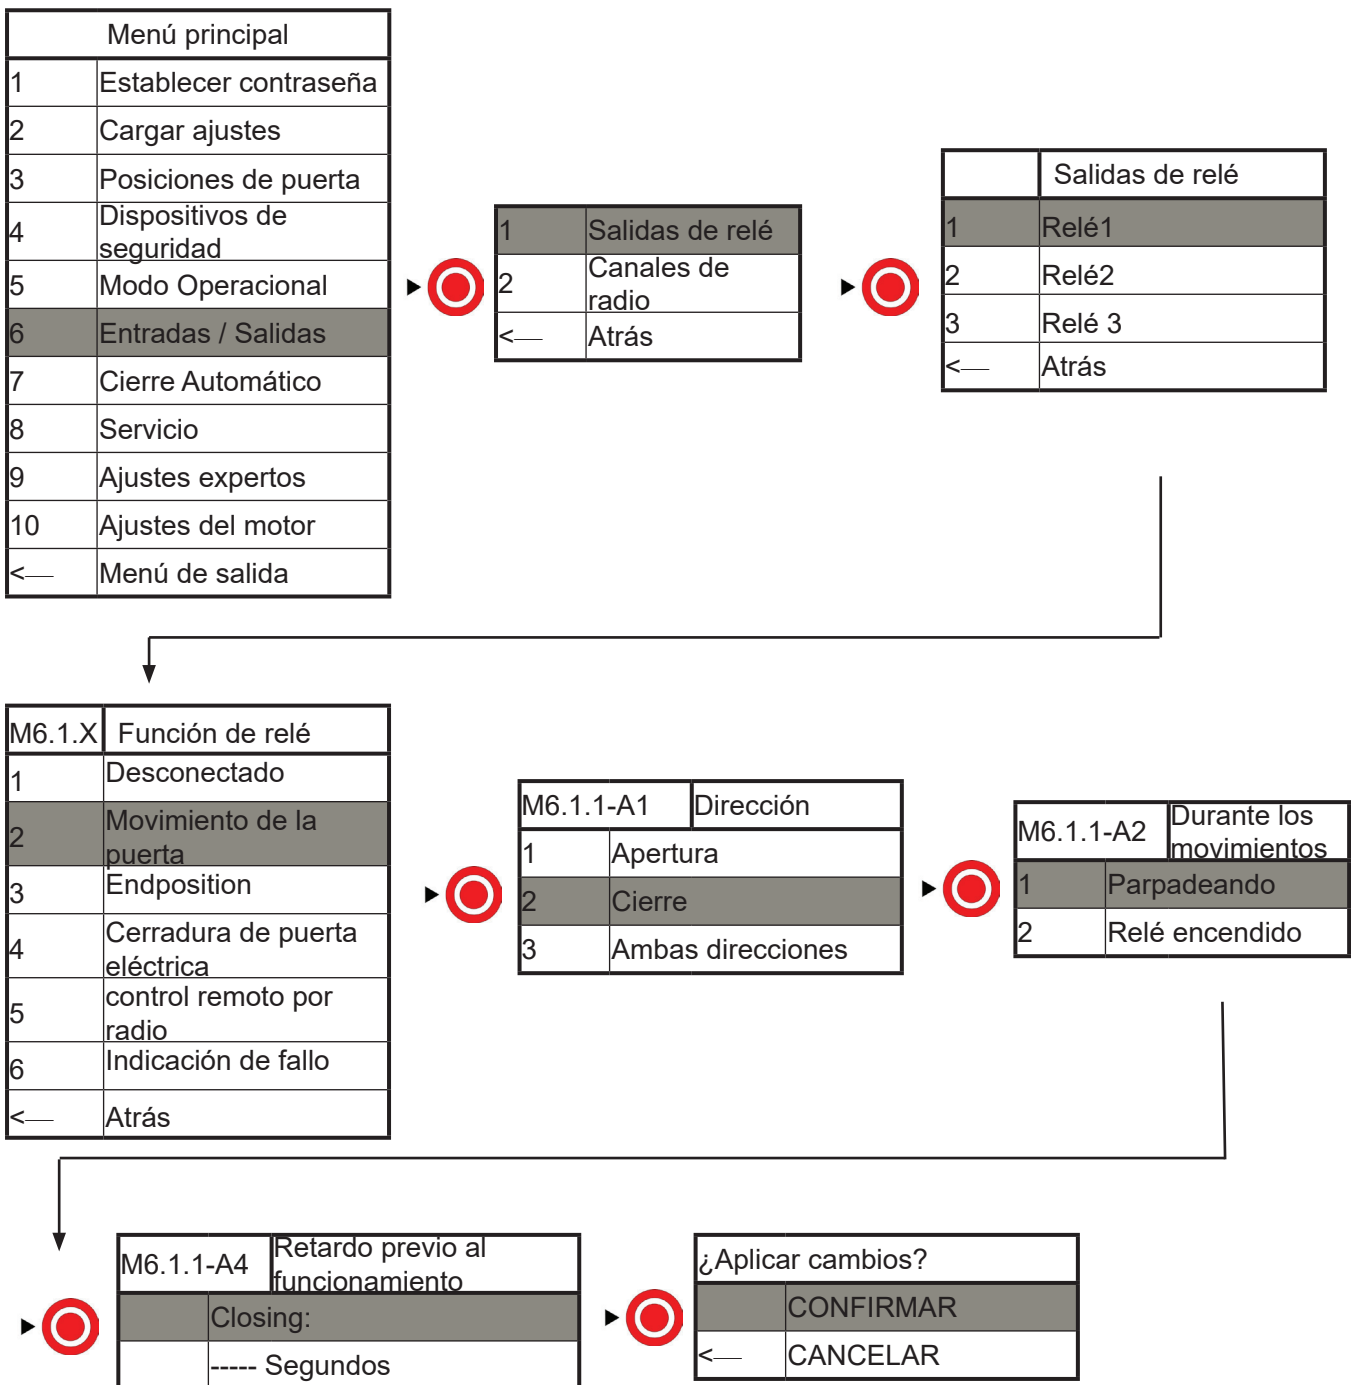 Menú principal
1 Establecer contraseña
2 Cargar ajustes
3 Posiciones de puerta
4 Dispositivos de
seguridad
5 Modo Operacional
6 Entradas / Salidas
7 Cierre Automático
8 Servicio
9 Ajustes expertos
10 Ajustes del motor
<— Menú de salida
1 Salidas de relé
2 Canales de
radio
<— Atrás
Salidas de relé
1 Relé1
2 Relé2
3 Relé 3
<— Atrás
M6.1.X Función de relé
1 Desconectado
2 Movimiento de la
puerta
3 Endposition
4 Cerradura de puerta
eléctrica
5 control remoto por
radio
6 Indicación de fallo
<— Atrás
M6.1.1-A1 Dirección
1 Apertura
2 Cierre
3 Ambas direcciones
M6.1.1-A2 Durante los
movimientos
1 Parpadeando
2 Relé encendido
M6.1.1-A4 Retardo previo al
funcionamiento
Closing:
----- Segundos
¿Aplicar cambios?
CONFIRMAR
<— CANCELAR